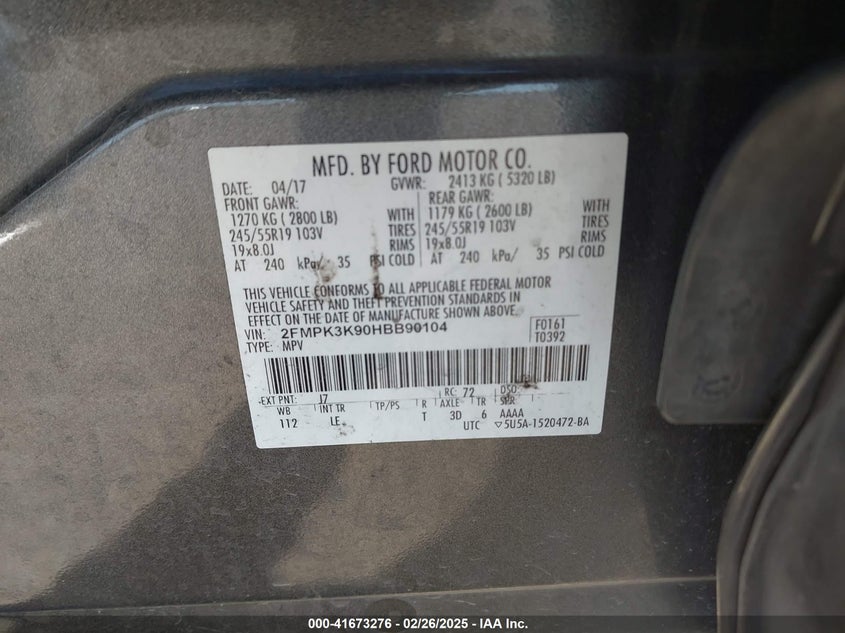 MFD. BY FORD MOTOR CO.
DATE: 04/17 GVWR: 2413 KG ( 5320 LB)
FRONT GAWR: REAR GAWR:
1270 KG ( 2800 LB) WITH 1179 KG ( 2600 LB) WITH
245/55R19 103V TIRES 245/55R19 103V TIRES
19x8.0J RIMS 19x8.0J RIMS
AT 240 kPa/ 35 PSI COLD AT 240 kPa/ 35 PSI COLD
THIS VEHICLE CONFORMS TO ALL APPLICABLE FEDERAL MOTOR
VEHICLE SAFETY AND THEFT PREVENTION STANDARDS IN
EFFECT ON THE DATE OF MANUFACTURE SHOWN ABOVE.
VIN: 2FMPK3K90HBB90104 F0161
TYPE: MPV T0392
EXT PNT: J7 RC: 72 DSO:
WB INT TR TP/PS R AXLE TR SPR
112 LE T 3D 6 AAAA
UTC ▽5U5A-1520472-BA
000-41673276 - 02/26/2025 - © IAA Holdings, LLC.